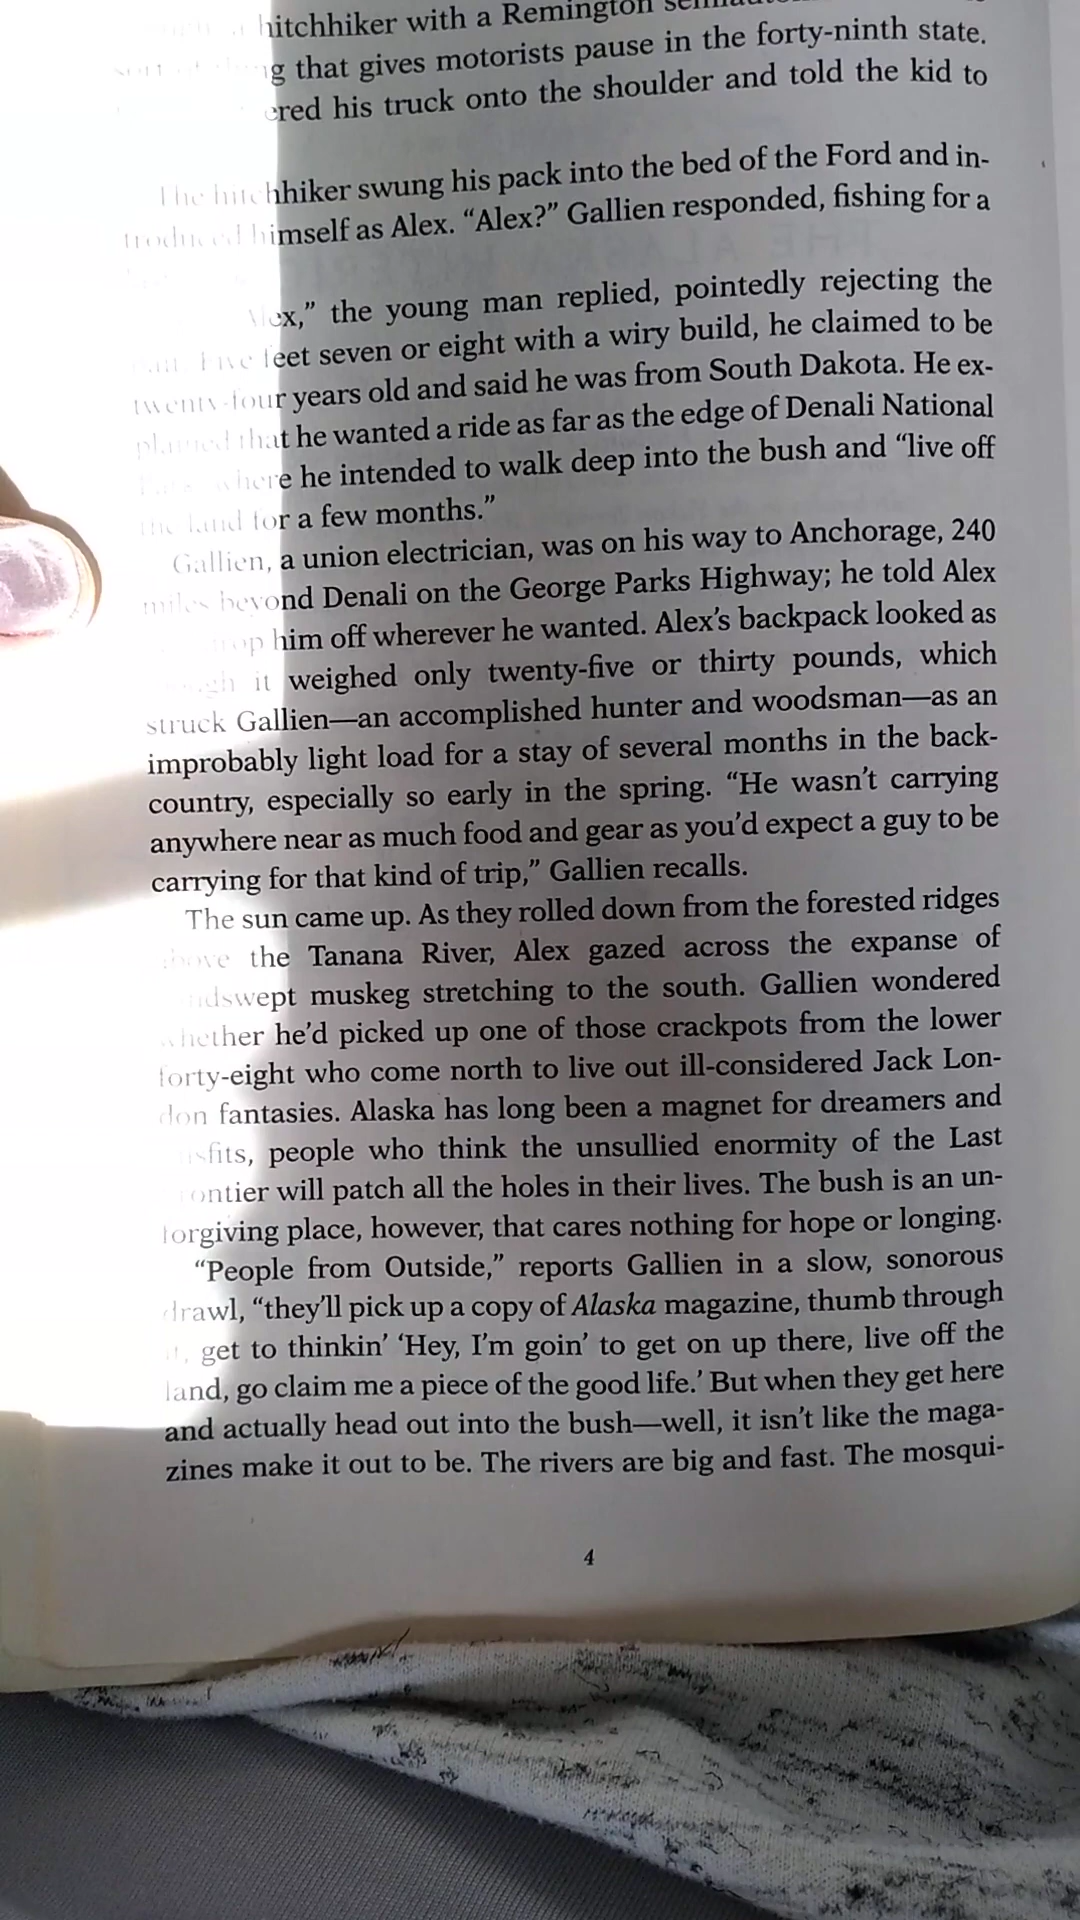 hitchhiker with a Remington
that gives motorists pause in the forty-ninth state.
his truck onto the shoulder and told the kid to
The hitchhiker swung his pack into the bed of the Ford and in-
troduced himself as Alex. “Alex?” Gallien responded, fishing for a
the young man replied, pointedly rejecting the
Five feet seven or eight with a wiry build, he claimed to be
twenty-four years old and said he was from South Dakota. He ex-
plained that he wanted a ride as far as the edge of Denali National
where he intended to walk deep into the bush and “live off
the land for a few months.”
Gallien, a union electrician, was on his way to Anchorage, 240
miles beyond Denali on the George Parks Highway; he told Alex
him off wherever he wanted. Alex’s backpack looked as
it weighed only twenty-five or thirty pounds, which
struck Gallien—an accomplished hunter and woodsman—as an
improbably light load for a stay of several months in the back-
country, especially so early in the spring. “He wasn’t carrying
anywhere near as much food and gear as you’d expect a guy to be
carrying for that kind of trip,” Gallien recalls.
The sun came up. As they rolled down from the forested ridges
above the Tanana River, Alex gazed across the expanse of
muskeg stretching to the south. Gallien wondered
whether he’d picked up one of those crackpots from the lower
forty-eight who come north to live out ill-considered Jack Lon-
don fantasies. Alaska has long been a magnet for dreamers and
people who think the unsullied enormity of the Last
will patch all the holes in their lives. The bush is an un-
forgiving place, however, that cares nothing for hope or longing.
“People from Outside,” reports Gallien in a slow, sonorous
drawl, “they’ll pick up a copy of Alaska magazine, thumb through
it, get to thinkin’ ‘Hey, I’m goin’ to get on up there, live off the
land, go claim me a piece of the good life.’ But when they get here
and actually head out into the bush—well, it isn’t like the maga-
zines make it out to be. The rivers are big and fast. The mosqui-
4